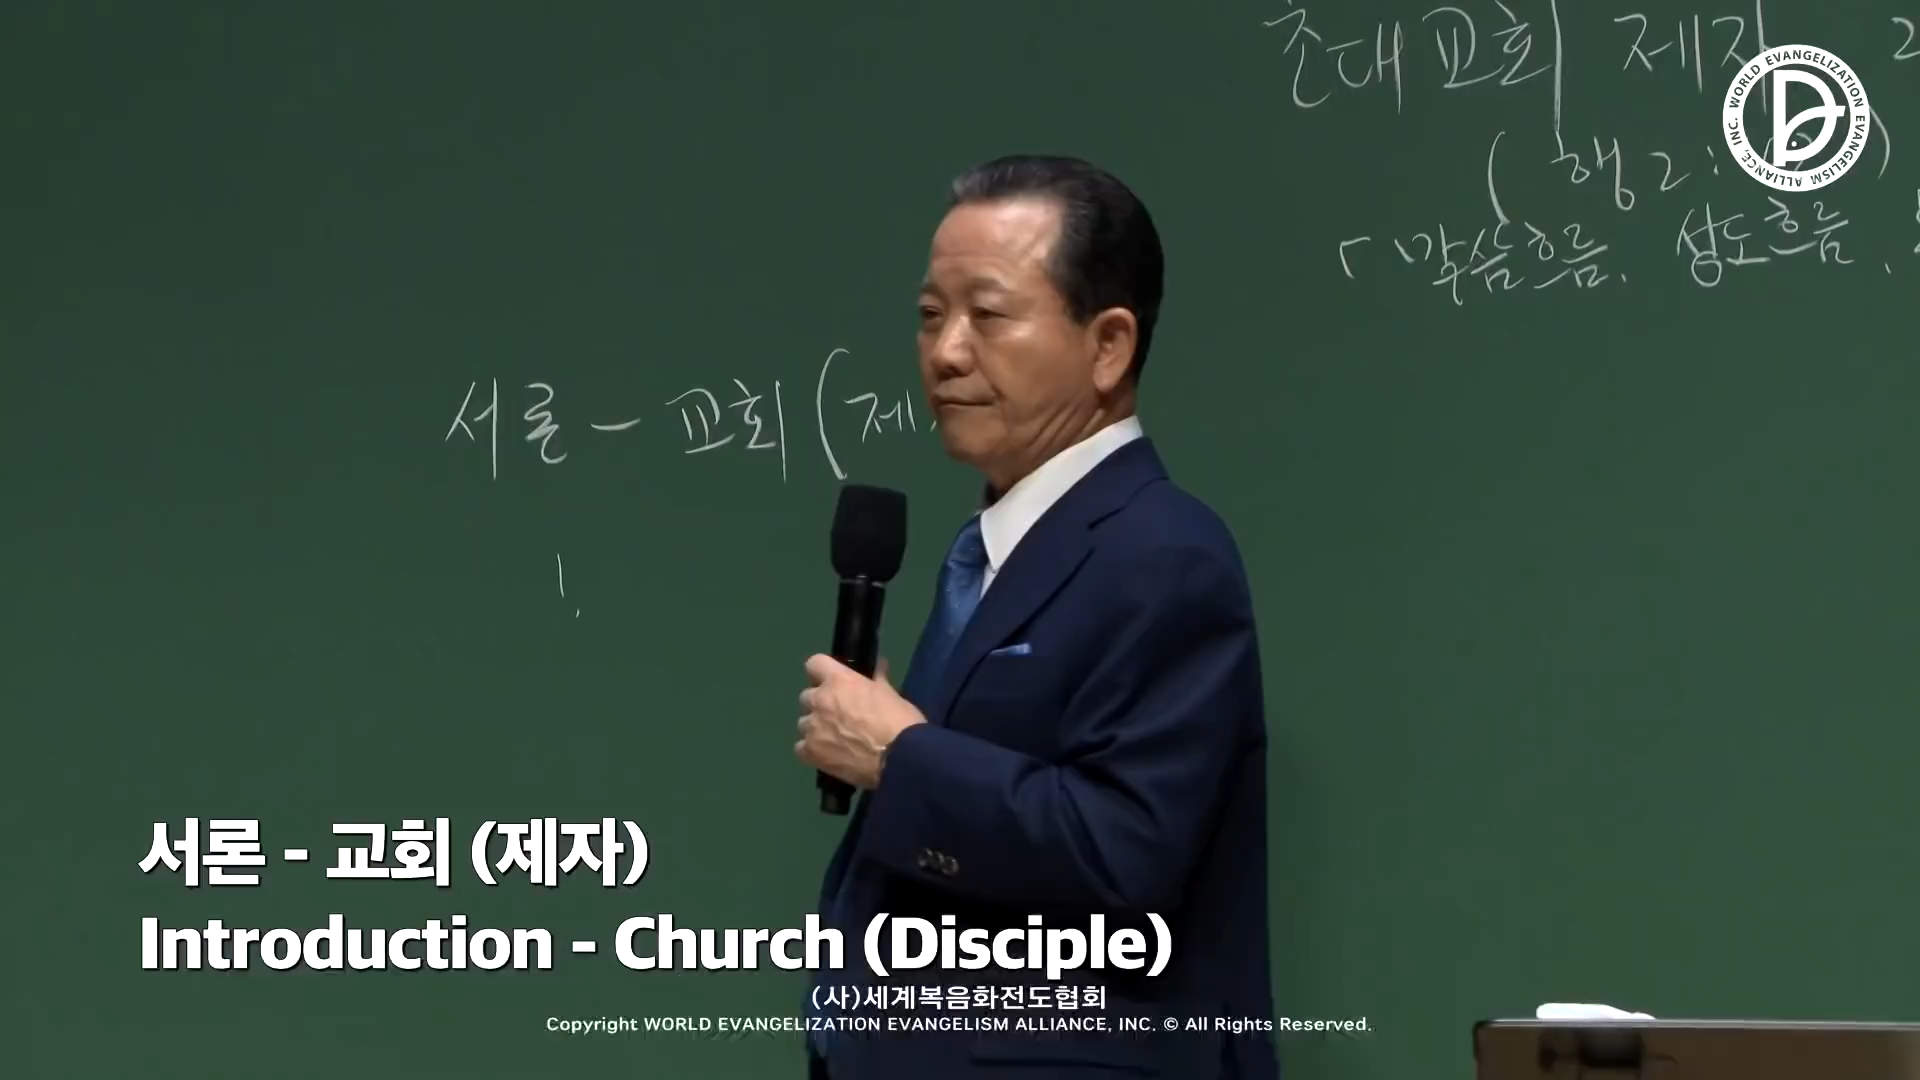 초대교회 제자
WORLD EVANGELIZATION EVANGELISM ALLIANCE, INC.
(행2:
「말씀흐름, 성도흐름,
서론 - 교회 (제
1.
서론 - 교회 (제자)
Introduction - Church (Disciple)
(사)세계복음화전도협회
Copyright WORLD EVANGELIZATION EVANGELISM ALLIANCE, INC. © All Rights Reserved.